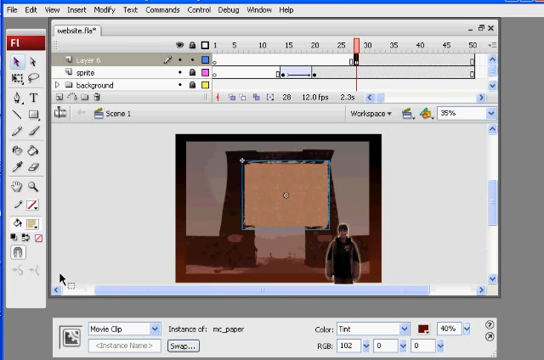 File Edit View Insert Modify Text Commands Control Debug Window Help
Fl
website.fla*
1 5 10 15 20 25 30 35 40 45 50
Layer 6
sprite
background
28 12.0 fps 2.3s
Scene 1 Workspace 35%
T
Movie Clip Instance of: mc_paper Color: Tint 40%
<Instance Name> Swap... RGB: 102 0 0